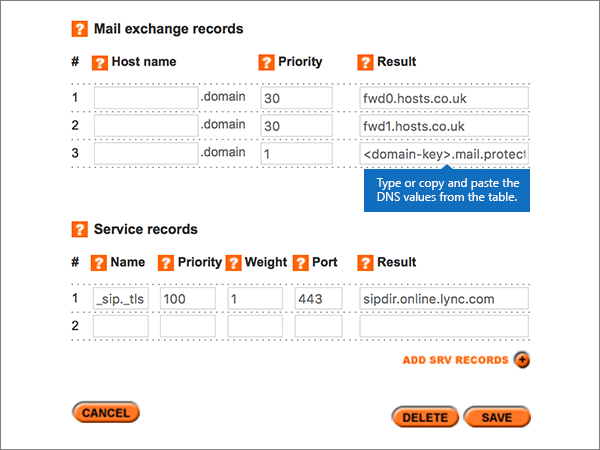 Mail exchange records
# Host name Priority Result
1 .domain 30 fwd0.hosts.co.uk
2 .domain 30 fwd1.hosts.co.uk
3 .domain 1 <domain-key>.mail.protect
Type or copy and paste the
DNS values from the table.
Service records
# Name Priority Weight Port Result
1 _sip._tls 100 1 443 sipdir.online.lync.com
2
ADD SRV RECORDS +
CANCEL DELETE SAVE